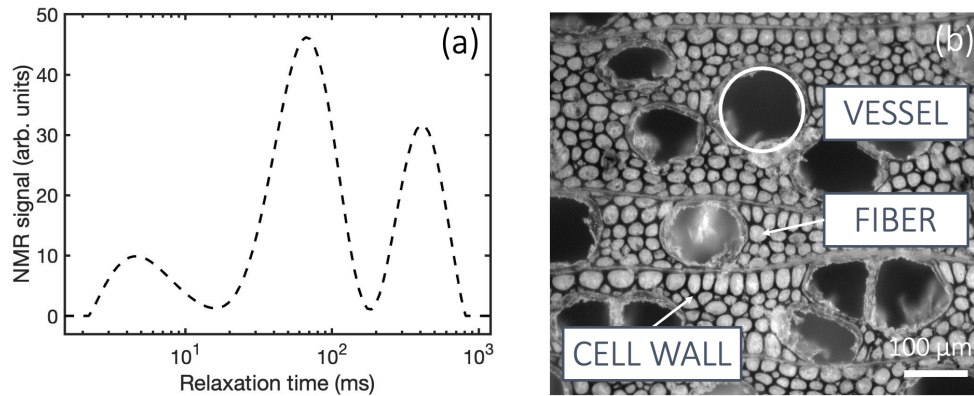 50
40
30
20
10
0
NMR signal (arb. units)
(a)
10¹
10²
10³
Relaxation time (ms)
(b)
VESSEL
FIBER
CELL WALL
100 µm